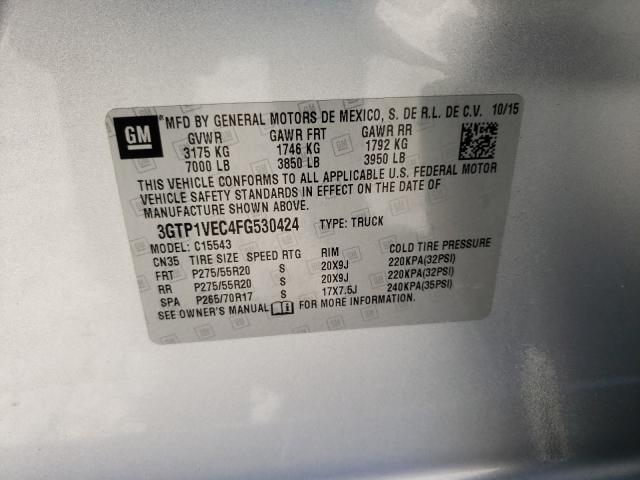 GM
MFD BY GENERAL MOTORS DE MEXICO, S. DE R.L. DE C.V. 10/15
GVWR GAWR FRT GAWR RR
3175 KG 1746 KG 1792 KG
7000 LB 3850 LB 3950 LB
THIS VEHICLE CONFORMS TO ALL APPLICABLE U.S. FEDERAL MOTOR
VEHICLE SAFETY STANDARDS IN EFFECT ON THE DATE OF
MANUFACTURE SHOWN ABOVE.
3GTP1VEC4FG530424 TYPE: TRUCK
MODEL: C15543
CN35 TIRE SIZE SPEED RTG RIM COLD TIRE PRESSURE
FRT P275/55R20 S 20X9J 220KPA(32PSI)
RR P275/55R20 S 20X9J 220KPA(32PSI)
SPA P265/70R17 S 17X7.5J 240KPA(35PSI)
SEE OWNER'S MANUAL FOR MORE INFORMATION.